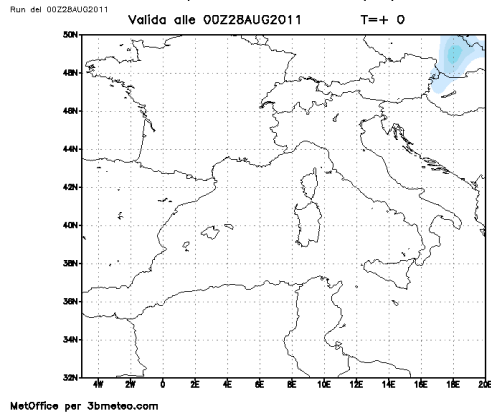 Run del 00Z28AUG2011
Valida alle 00Z28AUG2011 T=+ 0
50N
48N
46N
44N
42N
40N
38N
36N
34N
32N
4W 2W 0 2E 4E 6E 8E 10E 12E 14E 16E 18E 20E
MetOffice per 3bmeteo.com